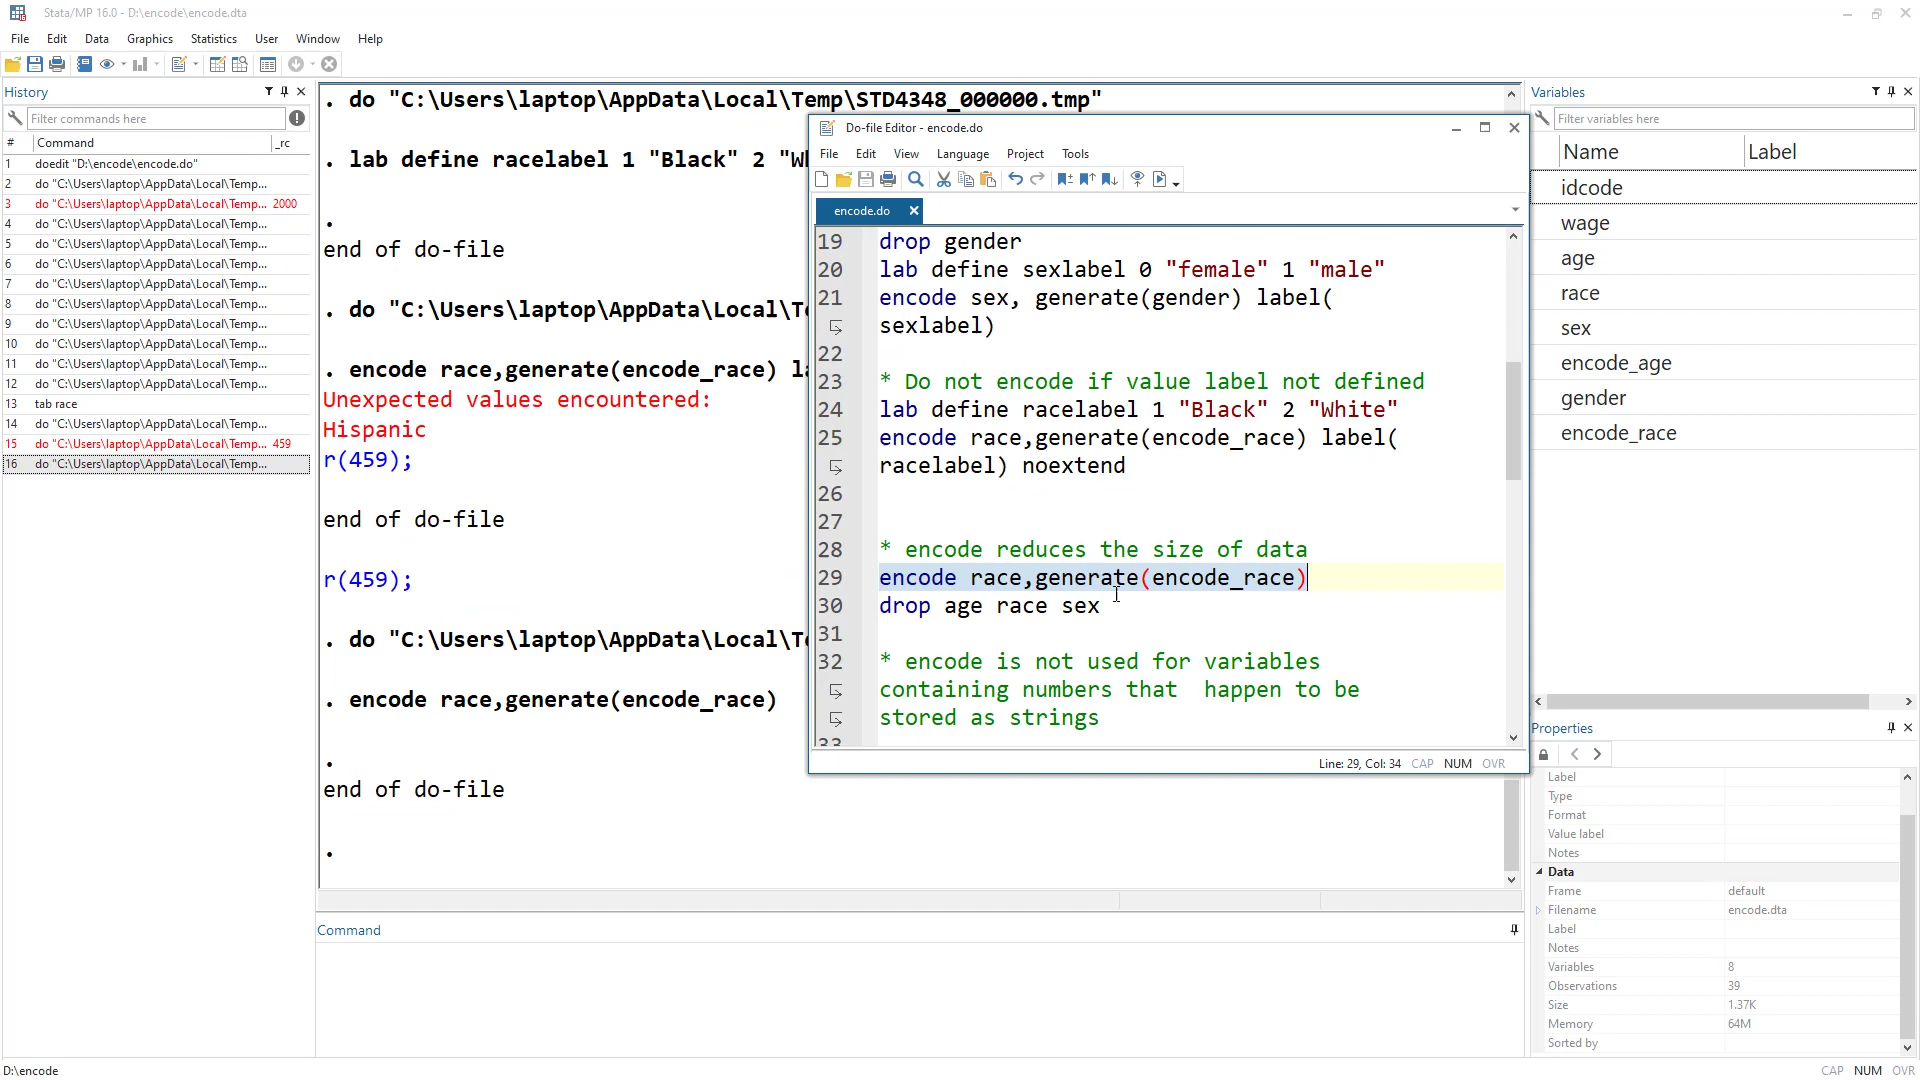 Stata/MP 16.0 - D:\encode\encode.dta
File Edit Data Graphics Statistics User Window Help
History
Filter commands here
# Command _rc
1 doedit "D:\encode\encode.do"
2 do "C:\Users\laptop\AppData\Local\Temp...
3 do "C:\Users\laptop\AppData\Local\Temp... 2000
4 do "C:\Users\laptop\AppData\Local\Temp...
5 do "C:\Users\laptop\AppData\Local\Temp...
6 do "C:\Users\laptop\AppData\Local\Temp...
7 do "C:\Users\laptop\AppData\Local\Temp...
8 do "C:\Users\laptop\AppData\Local\Temp...
9 do "C:\Users\laptop\AppData\Local\Temp...
10 do "C:\Users\laptop\AppData\Local\Temp...
11 do "C:\Users\laptop\AppData\Local\Temp...
12 do "C:\Users\laptop\AppData\Local\Temp...
13 tab race
14 do "C:\Users\laptop\AppData\Local\Temp...
15 do "C:\Users\laptop\AppData\Local\Temp... 459
16 do "C:\Users\laptop\AppData\Local\Temp...
. do "C:\Users\laptop\AppData\Local\Temp\STD4348_000000.tmp"
. lab define racelabel 1 "Black" 2 "W
.
end of do-file
. do "C:\Users\laptop\AppData\Local\T
. encode race,generate(encode_race) l
Unexpected values encountered:
Hispanic
r(459);
end of do-file
r(459);
. do "C:\Users\laptop\AppData\Local\T
. encode race,generate(encode_race)
.
end of do-file
.
Command
Do-file Editor - encode.do
File Edit View Language Project Tools
encode.do
19 drop gender
20 lab define sexlabel 0 "female" 1 "male"
21 encode sex, generate(gender) label(
sexlabel)
22
23 * Do not encode if value label not defined
24 lab define racelabel 1 "Black" 2 "White"
25 encode race,generate(encode_race) label(
racelabel) noextend
26
27
28 * encode reduces the size of data
29 encode race,generate(encode_race)
30 drop age race sex
31
32 * encode is not used for variables
containing numbers that  happen to be
stored as strings
33
Line: 29, Col: 34 CAP NUM OVR
Variables
Filter variables here
Name Label
idcode
wage
age
race
sex
encode_age
gender
encode_race
Properties
Label
Type
Format
Value label
Notes
Data
Frame default
Filename encode.dta
Label
Notes
Variables 8
Observations 39
Size 1.37K
Memory 64M
Sorted by
D:\encode
CAP NUM OVR